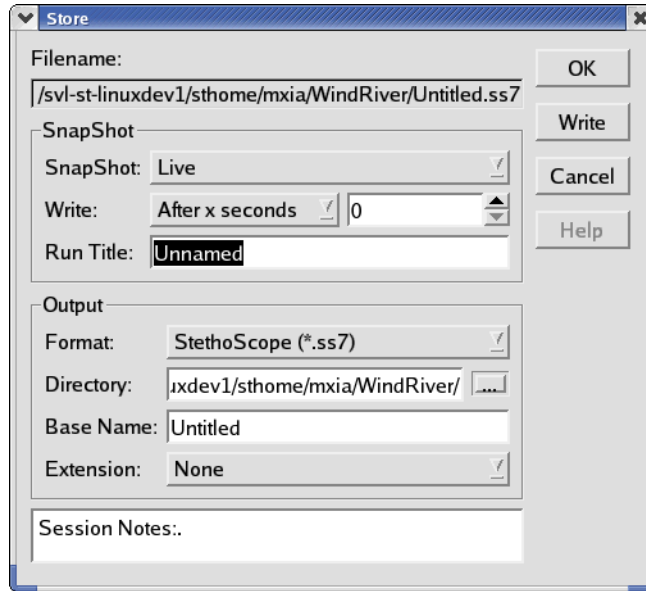 Store
Filename:
/svl-st-linuxdev1/sthome/mxia/WindRiver/Untitled.ss7
OK
Write
Cancel
Help
SnapShot
SnapShot: Live
Write: After x seconds 0
Run Title: Unnamed
Output
Format: StethoScope (*.ss7)
Directory: uxdev1/sthome/mxia/WindRiver/ ...
Base Name: Untitled
Extension: None
Session Notes:.